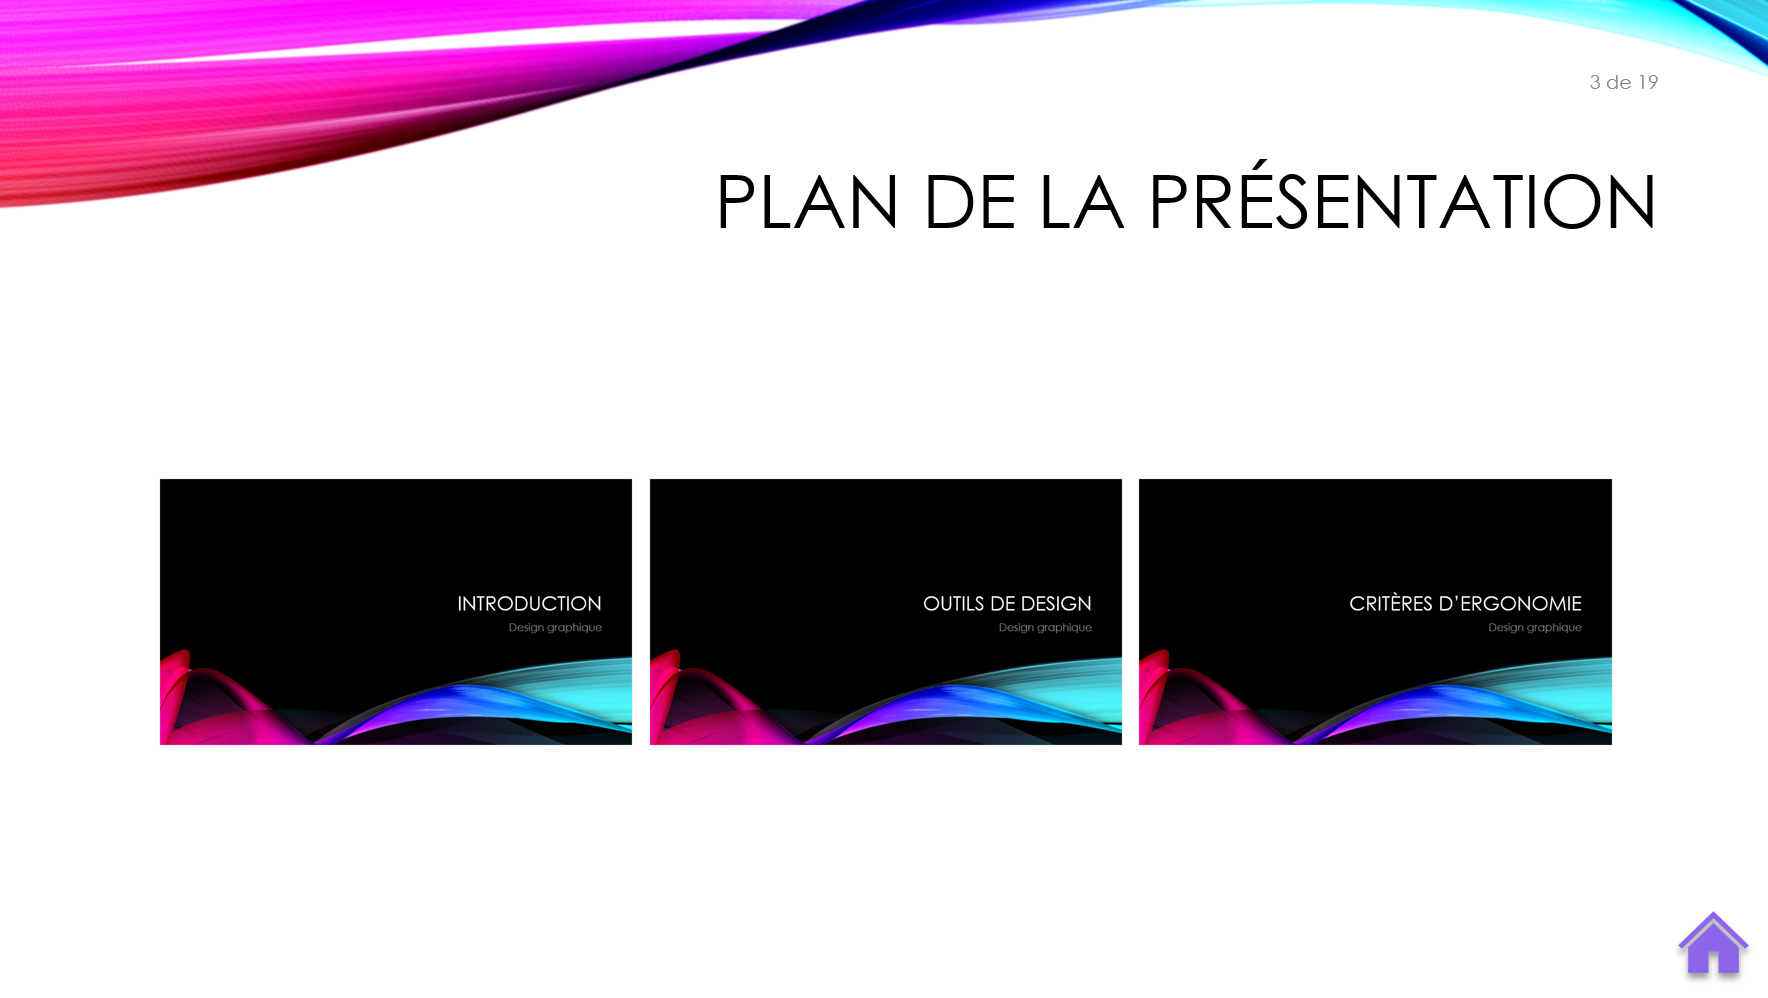 3 de 19
PLAN DE LA PRÉSENTATION
INTRODUCTION
Design graphique
OUTILS DE DESIGN
Design graphique
CRITÈRES D’ERGONOMIE
Design graphique